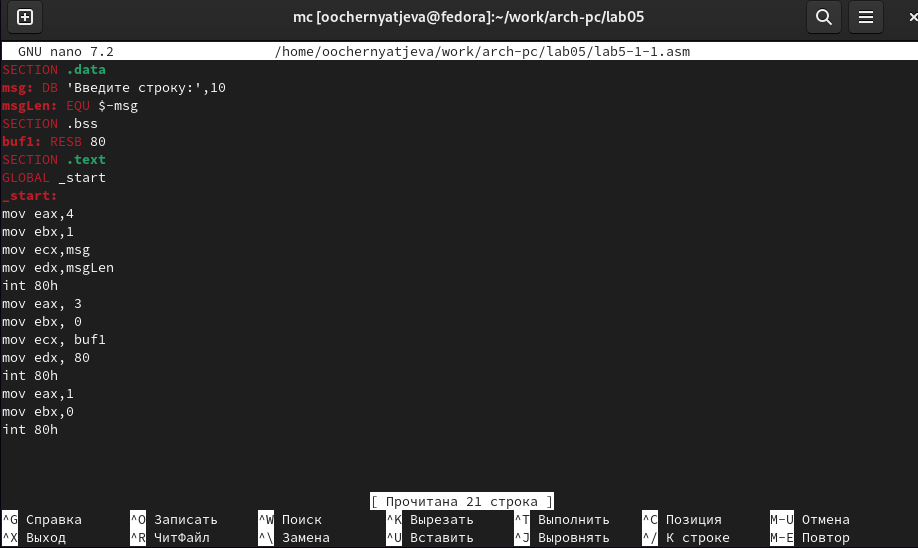 mc [oochernyatjeva@fedora]:~/work/arch-pc/lab05
GNU nano 7.2 /home/oochernyatjeva/work/arch-pc/lab05/lab5-1-1.asm
SECTION .data
msg: DB 'Введите строку:',10
msgLen: EQU $-msg
SECTION .bss
buf1: RESB 80
SECTION .text
GLOBAL _start
_start:
mov eax,4
mov ebx,1
mov ecx,msg
mov edx,msgLen
int 80h
mov eax, 3
mov ebx, 0
mov ecx, buf1
mov edx, 80
int 80h
mov eax,1
mov ebx,0
int 80h
[ Прочитана 21 строка ]
^G Справка ^O Записать ^W Поиск ^K Вырезать ^T Выполнить ^C Позиция M-U Отмена
^X Выход ^R ЧитФайл ^\ Замена ^U Вставить ^J Выровнять ^/ К строке M-E Повтор